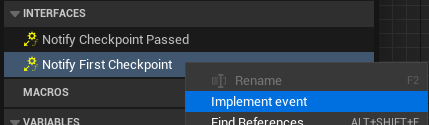 INTERFACES
Notify Checkpoint Passed
Notify First Checkpoint
Rename F2
MACROS
Implement event
VARIABLES
Find References ALT+SHIFT+F